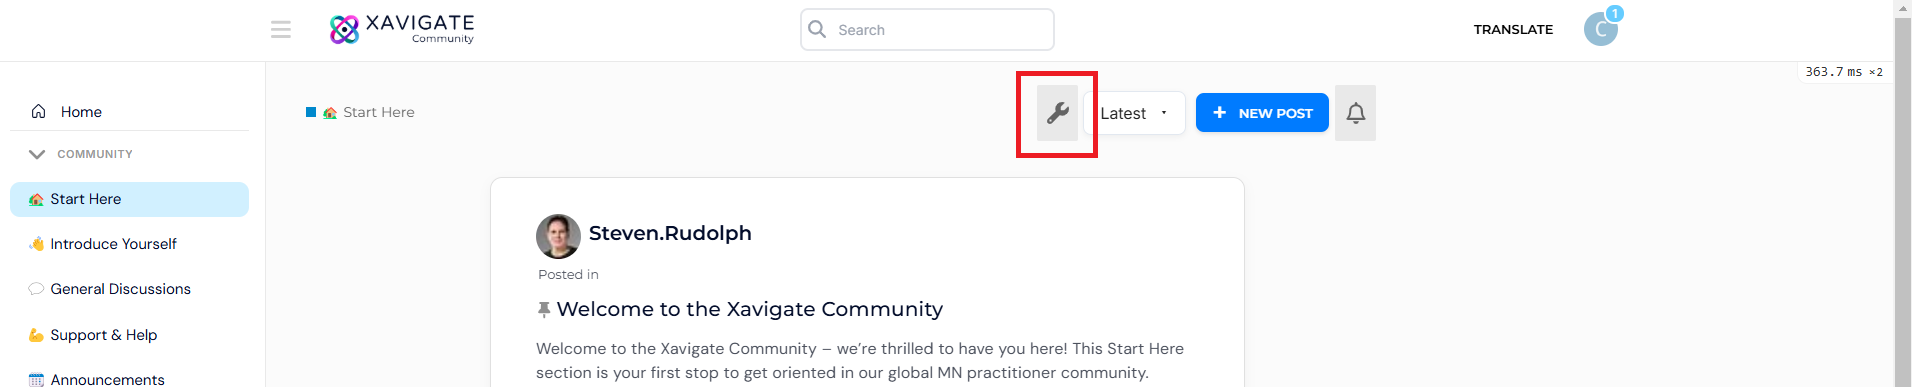 XAVIGATE
Community
Search
TRANSLATE
C
1
363.7 ms ×2
Home
COMMUNITY
Start Here
Introduce Yourself
General Discussions
Support & Help
Announcements
Start Here
Latest
+ NEW POST
Steven.Rudolph
Posted in
Welcome to the Xavigate Community
Welcome to the Xavigate Community – we’re thrilled to have you here! This Start Here
section is your first stop to get oriented in our global MN practitioner community.